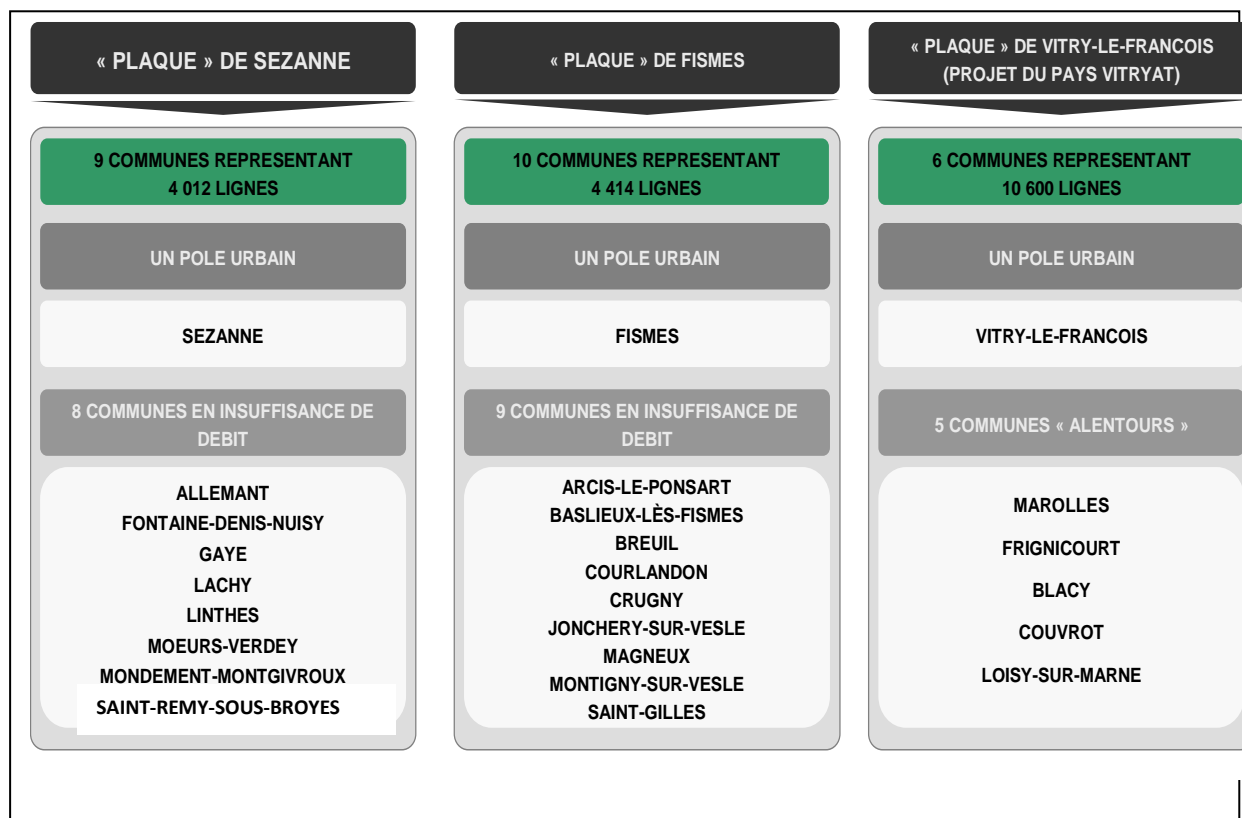 « PLAQUE » DE SEZANNE
9 COMMUNES REPRESENTANT
4 012 LIGNES
UN POLE URBAIN
SEZANNE
8 COMMUNES EN INSUFFISANCE DE
DEBIT
ALLEMANT
FONTAINE-DENIS-NUISY
GAYE
LACHY
LINTHES
MOEURS-VERDEY
MONDEMENT-MONTGIVROUX
SAINT-REMY-SOUS-BROYES
« PLAQUE » DE FISMES
10 COMMUNES REPRESENTANT
4 414 LIGNES
UN POLE URBAIN
FISMES
9 COMMUNES EN INSUFFISANCE DE
DEBIT
ARCIS-LE-PONSART
BASLIEUX-LÈS-FISMES
BREUIL
COURLANDON
CRUGNY
JONCHERY-SUR-VESLE
MAGNEUX
MONTIGNY-SUR-VESLE
SAINT-GILLES
« PLAQUE » DE VITRY-LE-FRANCOIS
(PROJET DU PAYS VITRYAT)
6 COMMUNES REPRESENTANT
10 600 LIGNES
UN POLE URBAIN
VITRY-LE-FRANCOIS
5 COMMUNES « ALENTOURS »
MAROLLES
FRIGNICOURT
BLACY
COUVROT
LOISY-SUR-MARNE